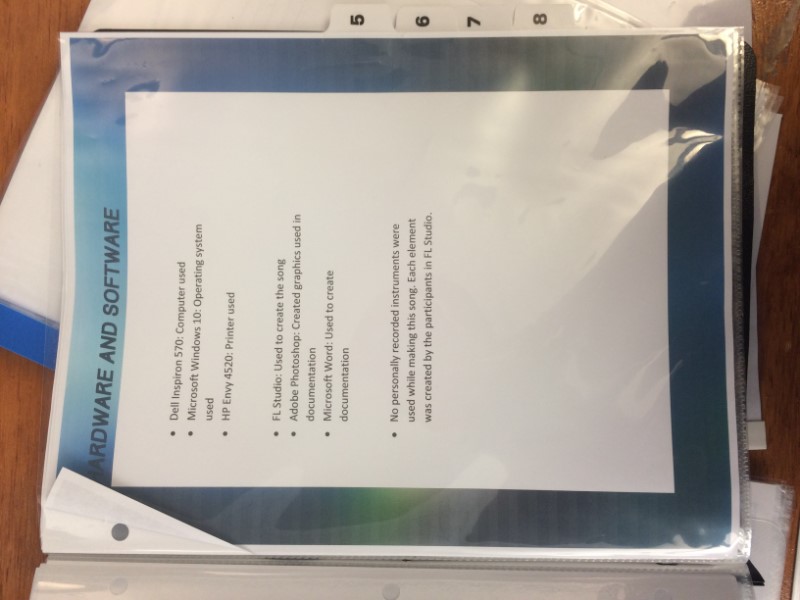 5
6
7
8
ARDWARE AND SOFTWARE
• Dell Inspiron 570: Computer used
• Microsoft Windows 10: Operating system
used
• HP Envy 4520: Printer used
• FL Studio: Used to create the song
• Adobe Photoshop: Created graphics used in
documentation
• Microsoft Word: Used to create
documentation
• No personally recorded instruments were
used while making this song. Each element
was created by the participants in FL Studio.